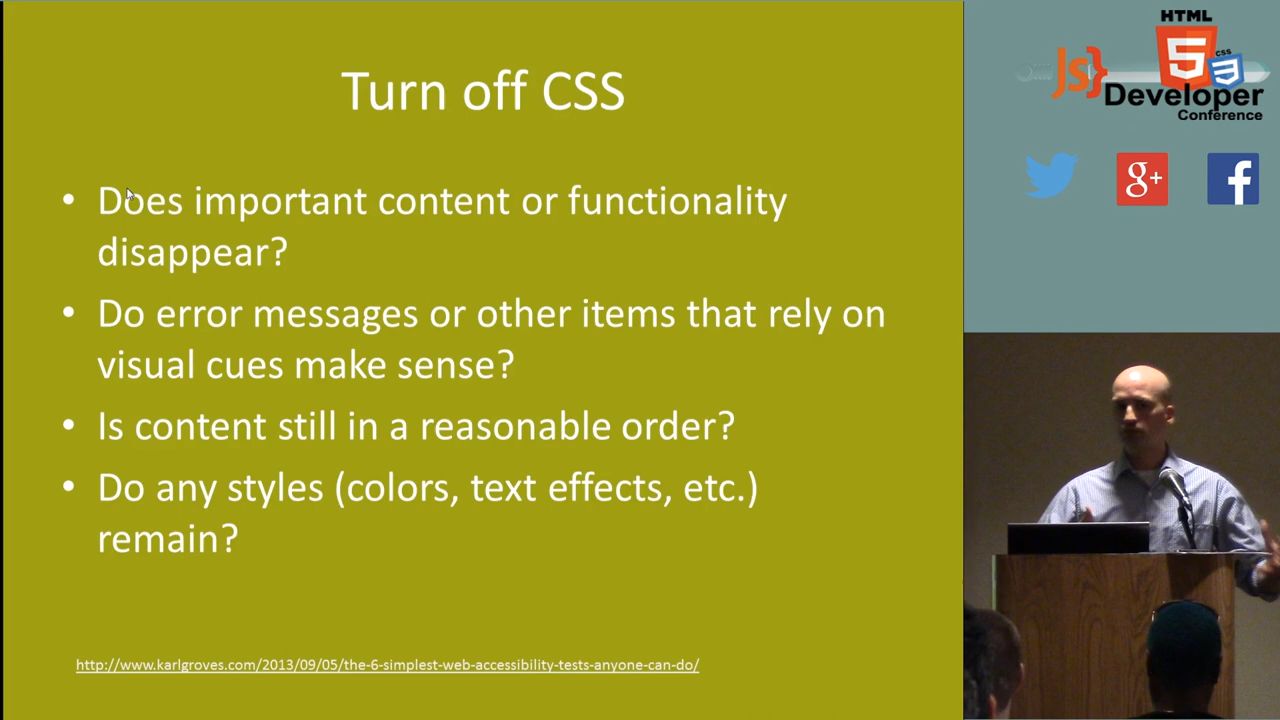 Turn off CSS
• Does important content or functionality
disappear?
• Do error messages or other items that rely on
visual cues make sense?
• Is content still in a reasonable order?
• Do any styles (colors, text effects, etc.)
remain?
http://www.karlgroves.com/2013/09/05/the-6-simplest-web-accessibility-tests-anyone-can-do/
HTML
5
css
3
JS}
Developer
Conference
g+
f